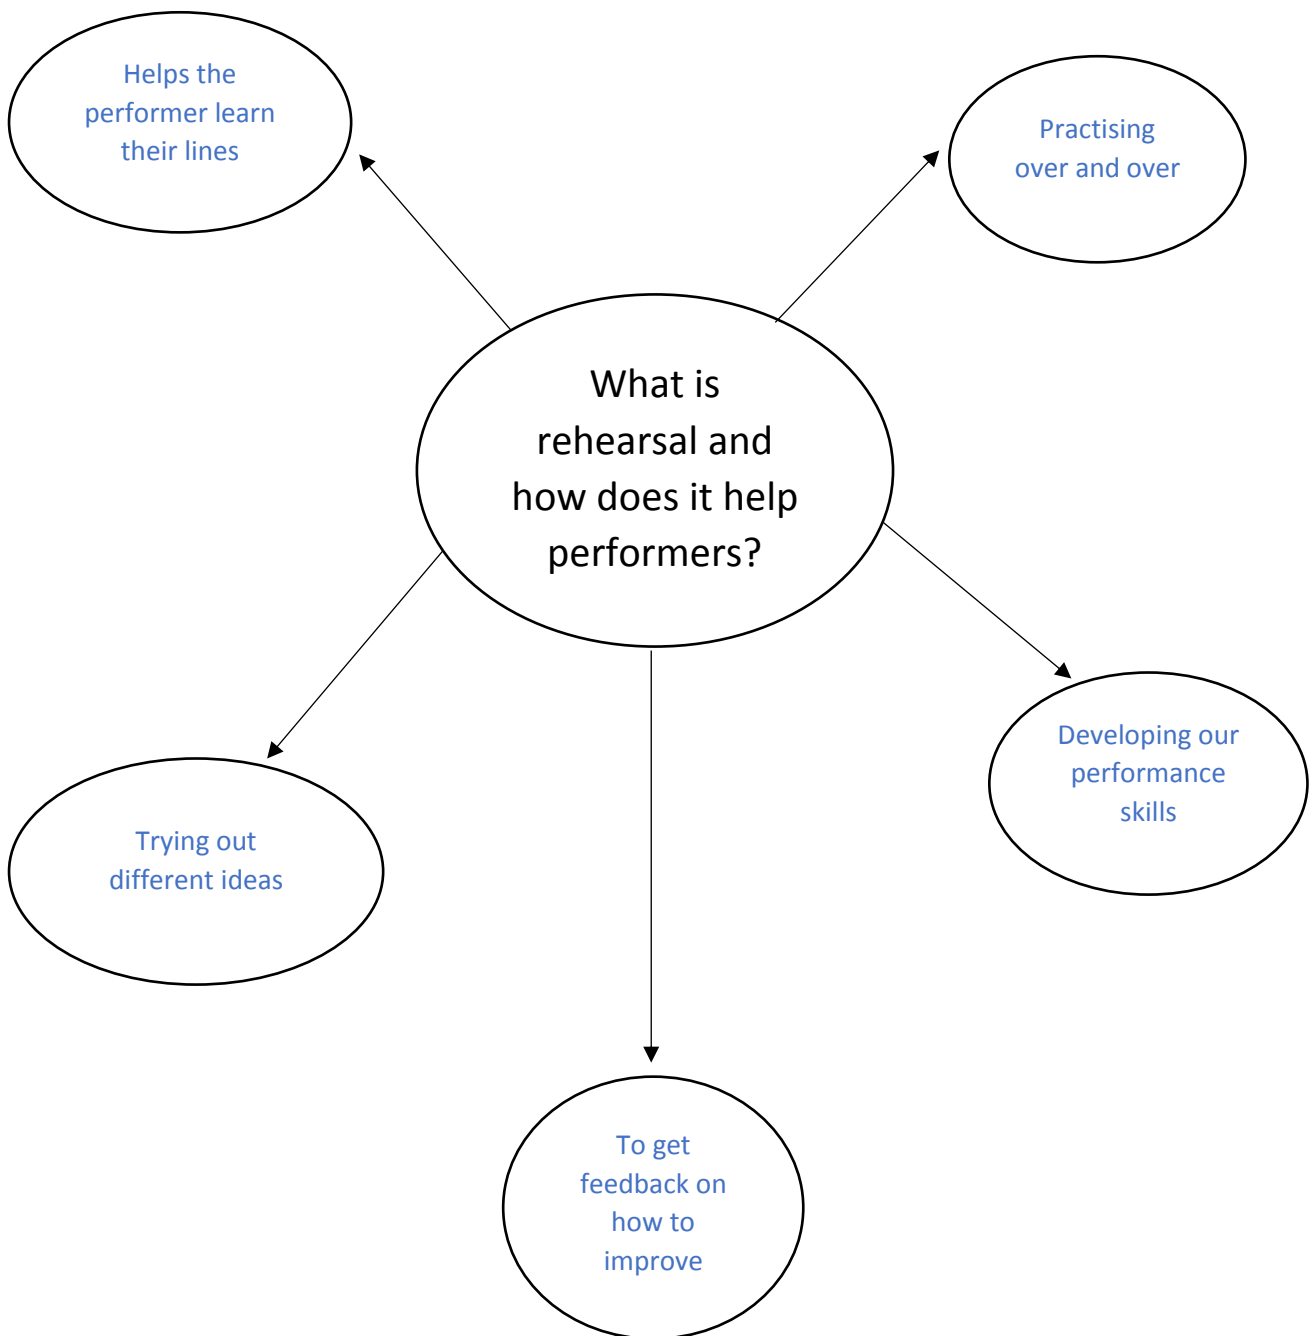 Helps the
performer learn
their lines
Practising
over and over
What is
rehearsal and
how does it help
performers?
Developing our
performance
skills
Trying out
different ideas
To get
feedback on
how to
improve